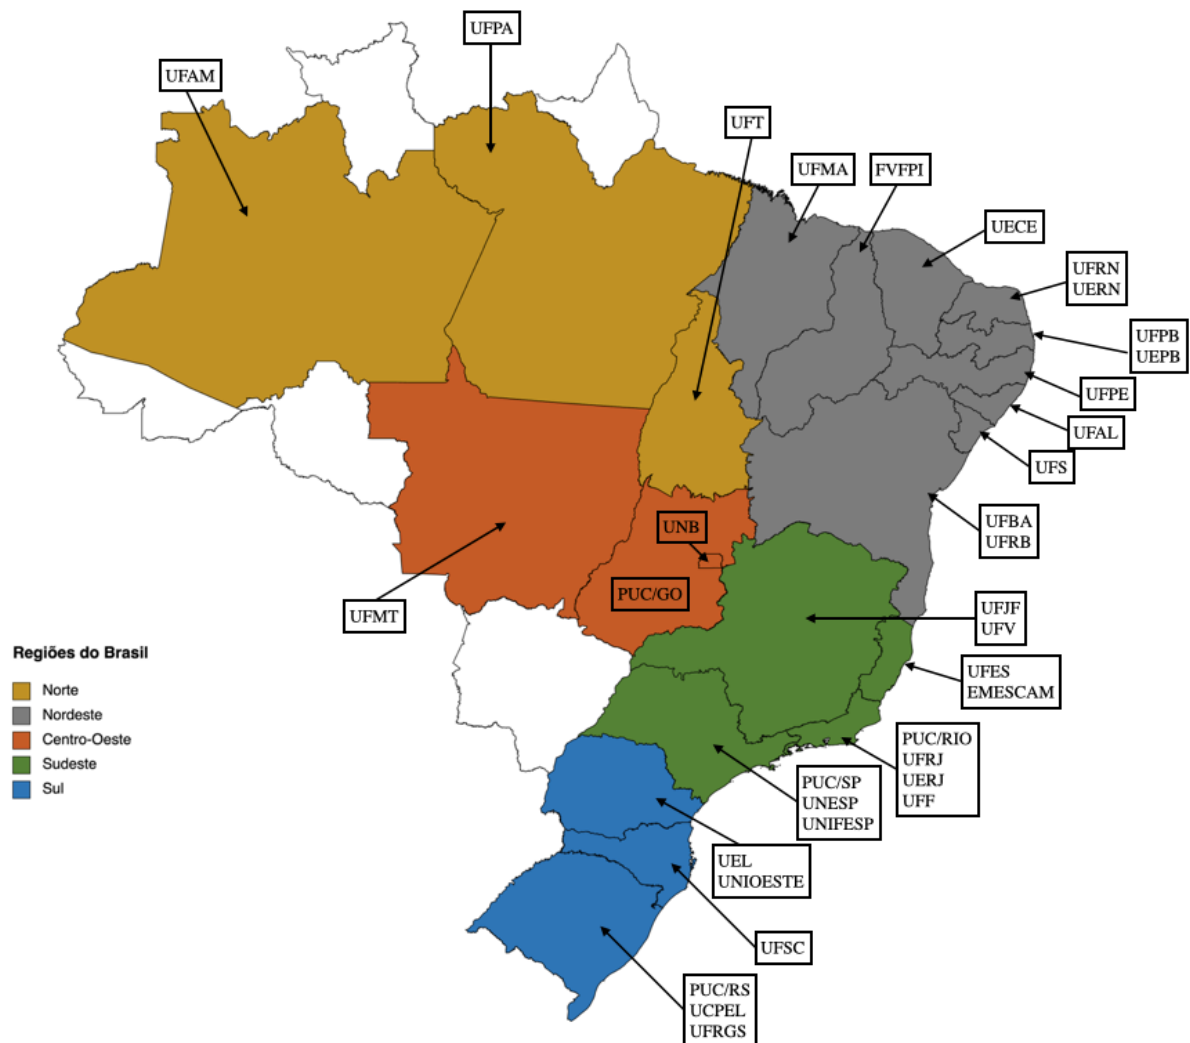 UFPA
UFAM
UFT
UFMA
FVFPI
UECE
UFRN
UERN
UFPB
UEPB
UFPE
UFAL
UFS
UFBA
UFRB
UNB
PUC/GO
UFMT
UFJF
UFV
UFES
EMESCAM
PUC/RIO
UFRJ
UERJ
UFF
PUC/SP
UNESP
UNIFESP
UEL
UNIOESTE
UFSC
PUC/RS
UCPEL
UFRGS
Regiões do Brasil
Norte
Nordeste
Centro-Oeste
Sudeste
Sul